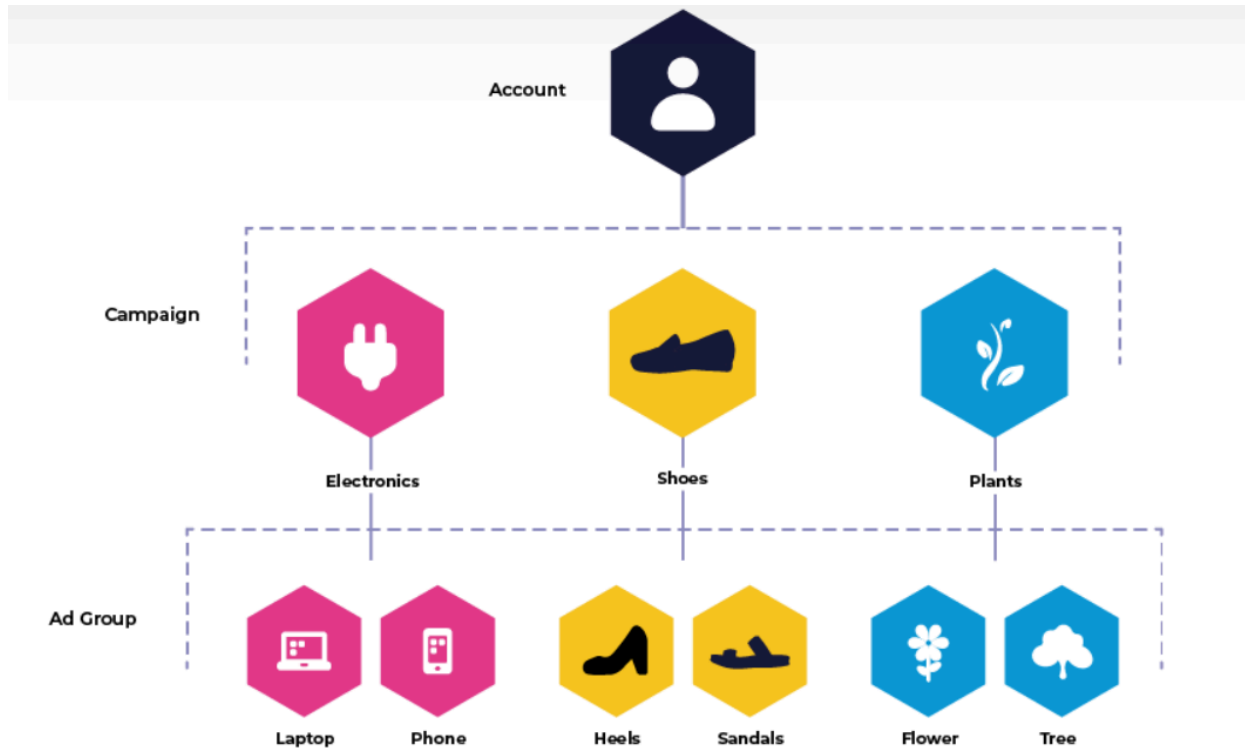 Account
Campaign
Electronics
Shoes
Plants
Ad Group
Laptop
Phone
Heels
Sandals
Flower
Tree